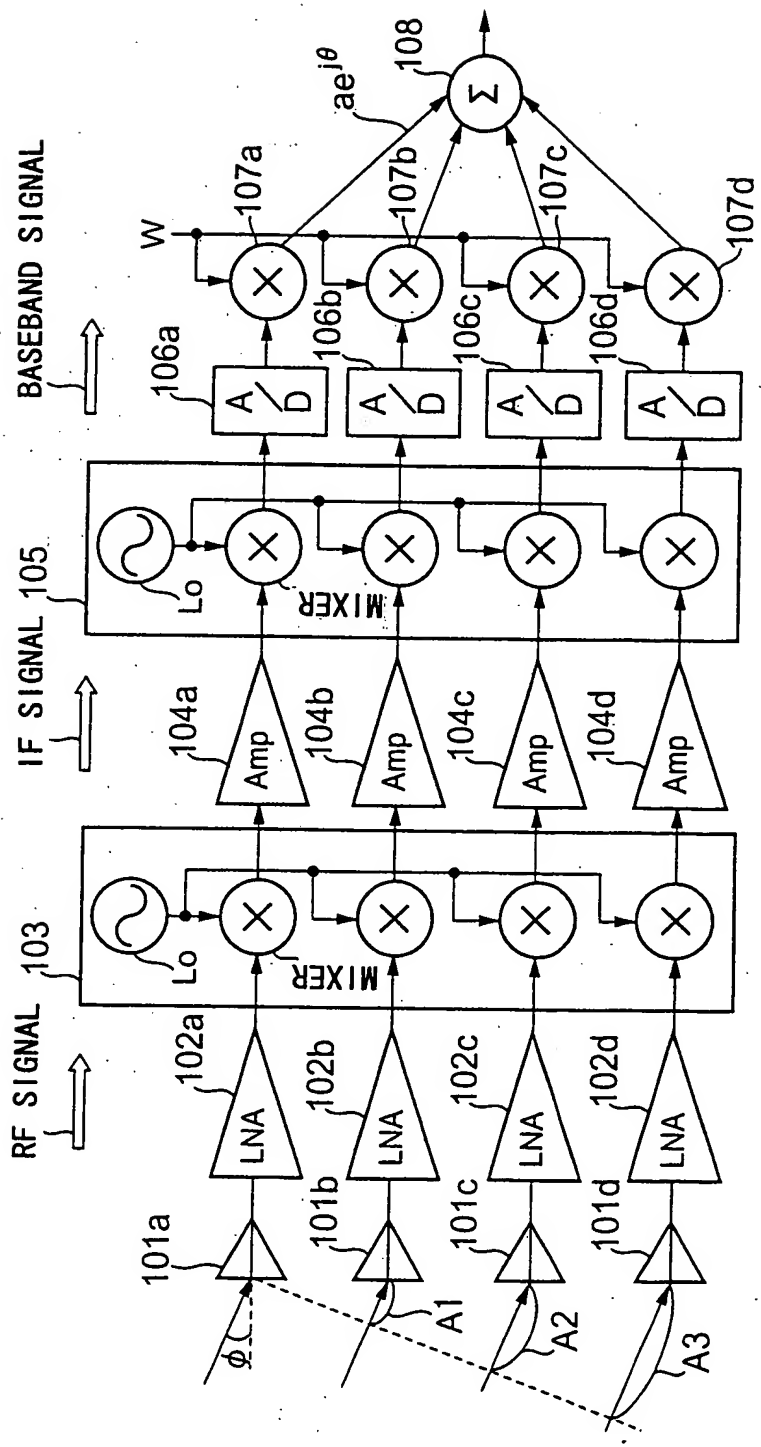 RF SIGNAL
IF SIGNAL
BASEBAND SIGNAL
103
105
Lo
Lo
W
ae^jθ
108
Σ
φ
101a
102a
LNA
MIXER
104a
Amp
MIXER
106a
A/D
107a
A1
101b
102b
LNA
104b
Amp
106b
A/D
107b
A2
101c
102c
LNA
104c
Amp
106c
A/D
107c
A3
101d
102d
LNA
104d
Amp
106d
A/D
107d